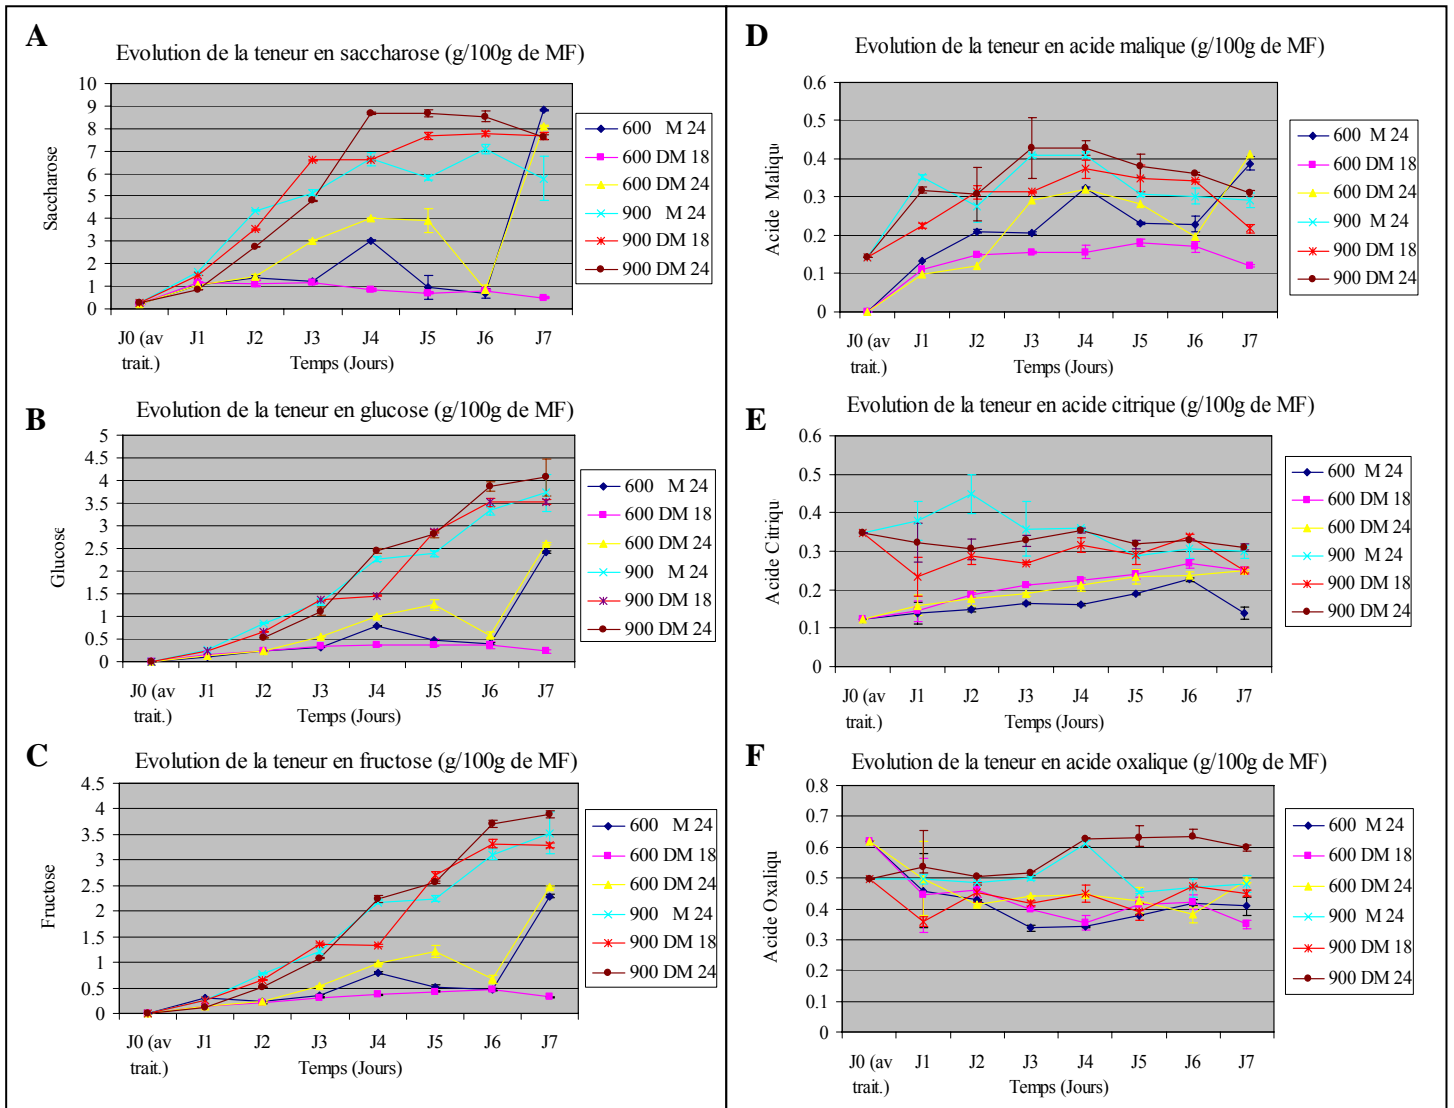 A
Evolution de la teneur en saccharose (g/100g de MF)
Saccharose
10
9
8
7
6
5
4
3
2
1
0
J0 (av trait.) J1 J2 J3 J4 J5 J6 J7
Temps (Jours)
600 M 24
600 DM 18
600 DM 24
900 M 24
900 DM 18
900 DM 24
B
Evolution de la teneur en glucose (g/100g de MF)
Glucose
5
4.5
4
3.5
3
2.5
2
1.5
1
0.5
0
J0 (av trait.) J1 J2 J3 J4 J5 J6 J7
Temps (Jours)
600 M 24
600 DM 18
600 DM 24
900 M 24
900 DM 18
900 DM 24
C
Evolution de la teneur en fructose (g/100g de MF)
Fructose
4.5
4
3.5
3
2.5
2
1.5
1
0.5
0
J0 (av trait.) J1 J2 J3 J4 J5 J6 J7
Temps (Jours)
600 M 24
600 DM 18
600 DM 24
900 M 24
900 DM 18
900 DM 24
D
Evolution de la teneur en acide malique (g/100g de MF)
Acide Maliqu
0.6
0.5
0.4
0.3
0.2
0.1
0
J0 (av trait.) J1 J2 J3 J4 J5 J6 J7
Temps (Jours)
600 M 24
600 DM 18
600 DM 24
900 M 24
900 DM 18
900 DM 24
E
Evolution de la teneur en acide citrique (g/100g de MF)
Acide Citriqu
0.6
0.5
0.4
0.3
0.2
0.1
0
J0 (av trait.) J1 J2 J3 J4 J5 J6 J7
Temps (Jours)
600 M 24
600 DM 18
600 DM 24
900 M 24
900 DM 18
900 DM 24
F
Evolution de la teneur en acide oxalique (g/100g de MF)
Acide Oxaliqu
0.8
0.7
0.6
0.5
0.4
0.3
0.2
0.1
0
J0 (av trait.) J1 J2 J3 J4 J5 J6 J7
Temps (Jours)
600 M 24
600 DM 18
600 DM 24
900 M 24
900 DM 18
900 DM 24